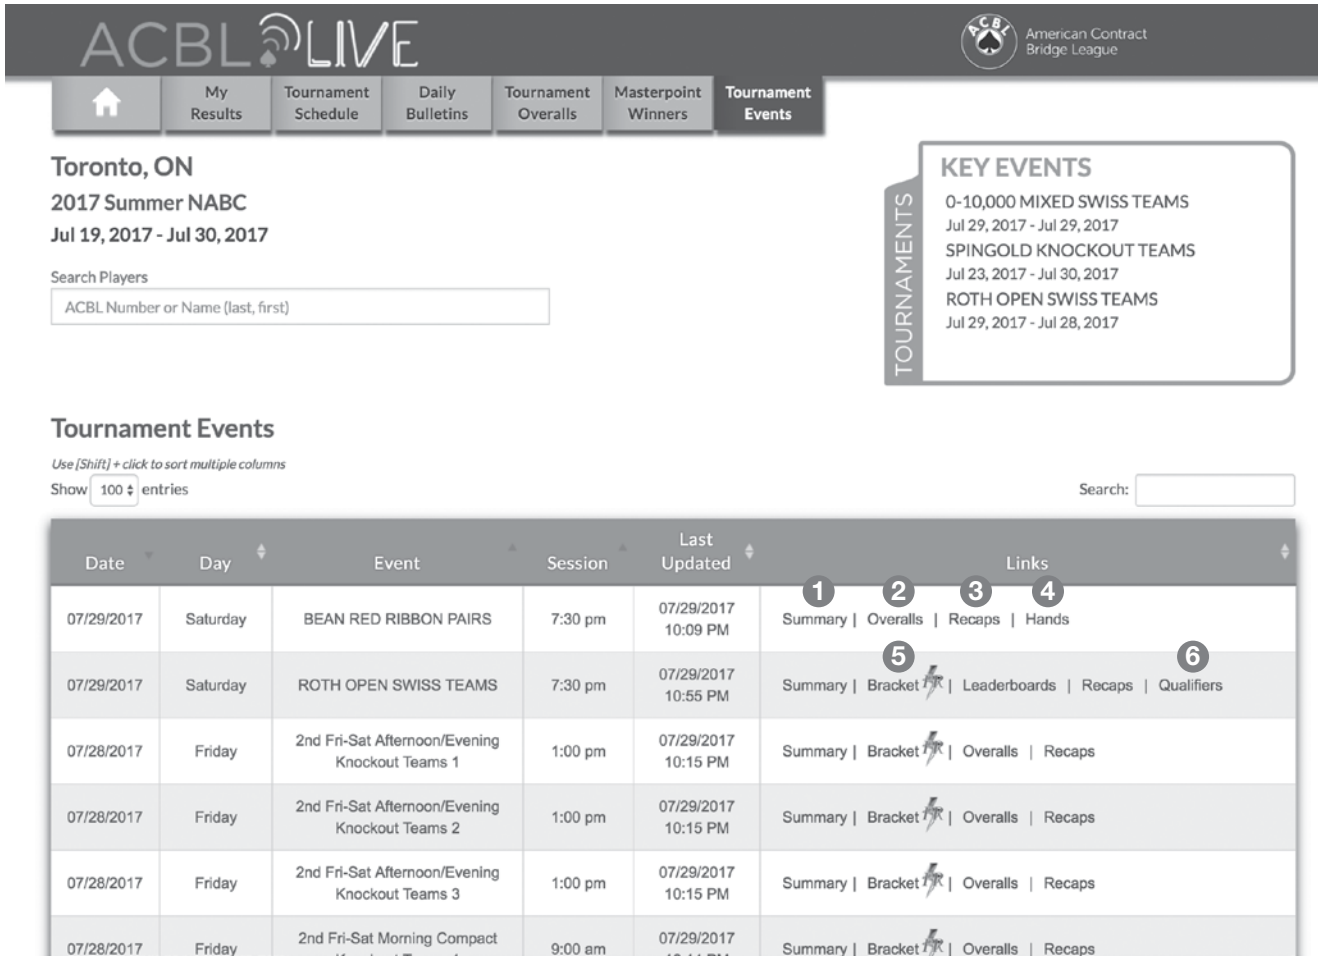 ACBL LIVE
ACBL
American Contract
Bridge League
My
Results
Tournament
Schedule
Daily
Bulletins
Tournament
Overalls
Masterpoint
Winners
Tournament
Events
Toronto, ON
2017 Summer NABC
Jul 19, 2017 - Jul 30, 2017
Search Players
ACBL Number or Name (last, first)
TOURNAMENTS
KEY EVENTS
0-10,000 MIXED SWISS TEAMS
Jul 29, 2017 - Jul 29, 2017
SPINGOLD KNOCKOUT TEAMS
Jul 23, 2017 - Jul 30, 2017
ROTH OPEN SWISS TEAMS
Jul 29, 2017 - Jul 28, 2017
Tournament Events
Use [Shift] + click to sort multiple columns
Show 100 entries
Search:
Date Day Event Session Last Updated Links
1 2 3 4
07/29/2017 Saturday BEAN RED RIBBON PAIRS 7:30 pm 07/29/2017 10:09 PM Summary | Overalls | Recaps | Hands
5 6
07/29/2017 Saturday ROTH OPEN SWISS TEAMS 7:30 pm 07/29/2017 10:55 PM Summary | Bracket | Leaderboards | Recaps | Qualifiers
07/28/2017 Friday 2nd Fri-Sat Afternoon/Evening Knockout Teams 1 1:00 pm 07/29/2017 10:15 PM Summary | Bracket | Overalls | Recaps
07/28/2017 Friday 2nd Fri-Sat Afternoon/Evening Knockout Teams 2 1:00 pm 07/29/2017 10:15 PM Summary | Bracket | Overalls | Recaps
07/28/2017 Friday 2nd Fri-Sat Afternoon/Evening Knockout Teams 3 1:00 pm 07/29/2017 10:15 PM Summary | Bracket | Overalls | Recaps
07/28/2017 Friday 2nd Fri-Sat Morning Compact 9:00 am 07/29/2017 Summary | Bracket | Overalls | Recaps